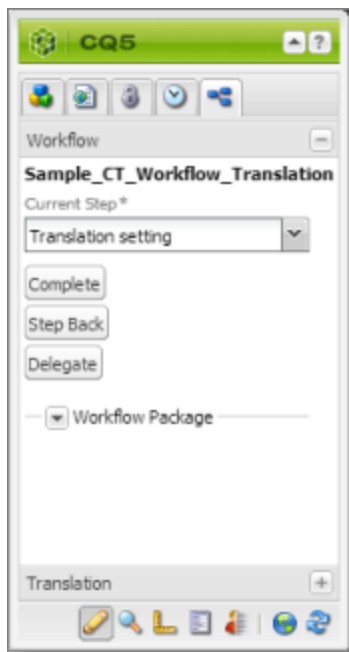 CQ5
?
Workflow
Sample_CT_Workflow_Translation
Current Step*
Translation setting
Complete
Step Back
Delegate
Workflow Package
Translation